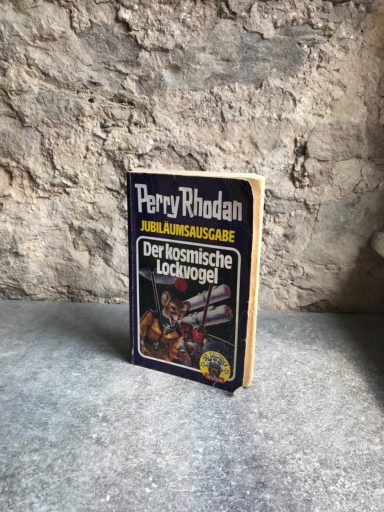 Perry Rhodan
JUBILÄUMSAUSGABE
Der kosmische
Lockvogel